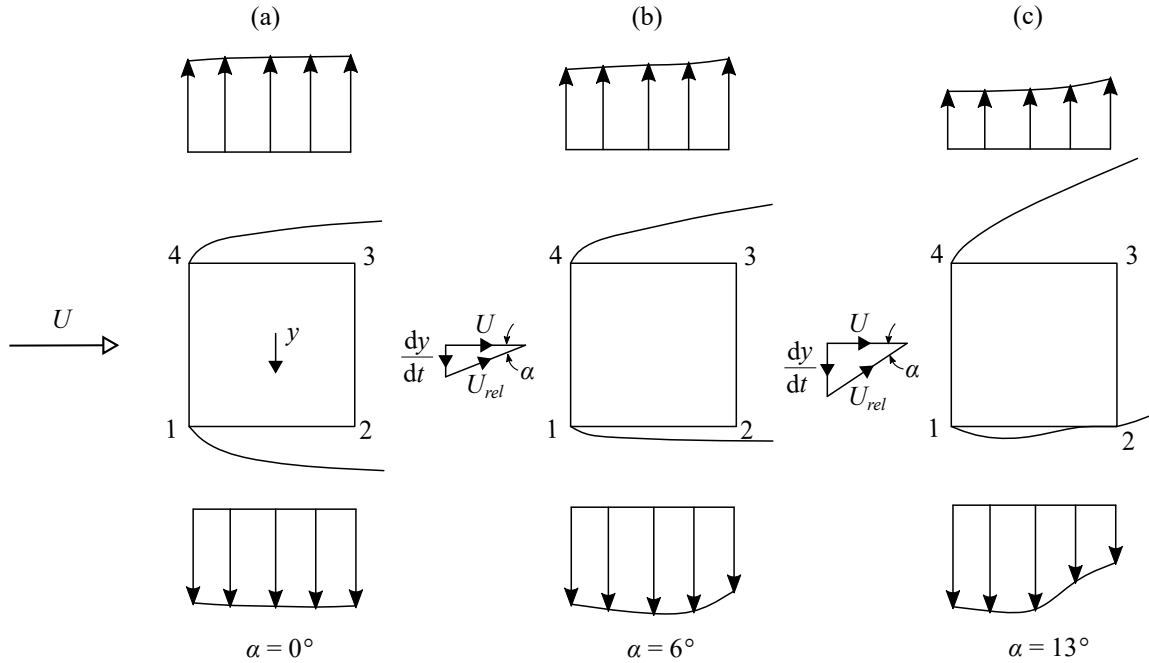 (a) (b) (c)
4 3 4 3 4 3
U
y
dy/dt
U
α
U_rel
dy/dt
U
α
U_rel
1 2 1 2 1 2
α = 0° α = 6° α = 13°